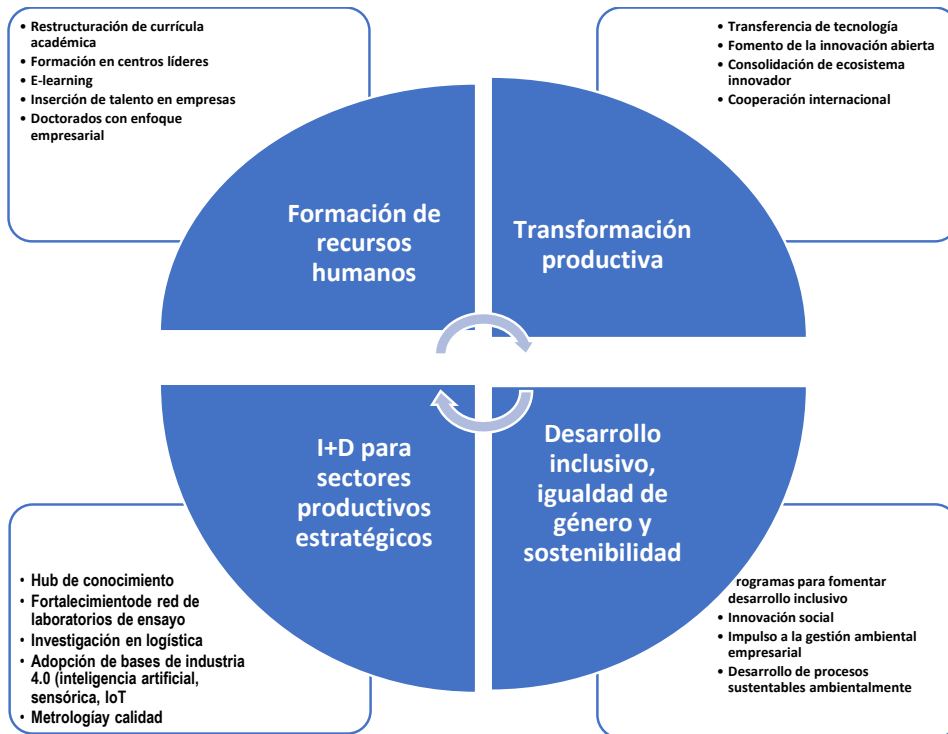 • Restructuración de currícula
académica
• Formación en centros líderes
• E-learning
• Inserción de talento en empresas
• Doctorados con enfoque
empresarial
• Transferencia de tecnología
• Fomento de la innovación abierta
• Consolidación de ecosistema
innovador
• Cooperación internacional
Formación de
recursos
humanos
Transformación
productiva
I+D para
sectores
productivos
estratégicos
Desarrollo
inclusivo,
igualdad de
género y
sostenibilidad
• Hub de conocimiento
• Fortalecimientode red de
laboratorios de ensayo
• Investigación en logística
• Adopción de bases de industria
4.0 (inteligencia artificial,
sensórica, IoT
• Metrologíay calidad
rogramas para fomentar
desarrollo inclusivo
• Innovación social
• Impulso a la gestión ambiental
empresarial
• Desarrollo de procesos
sustentables ambientalmente